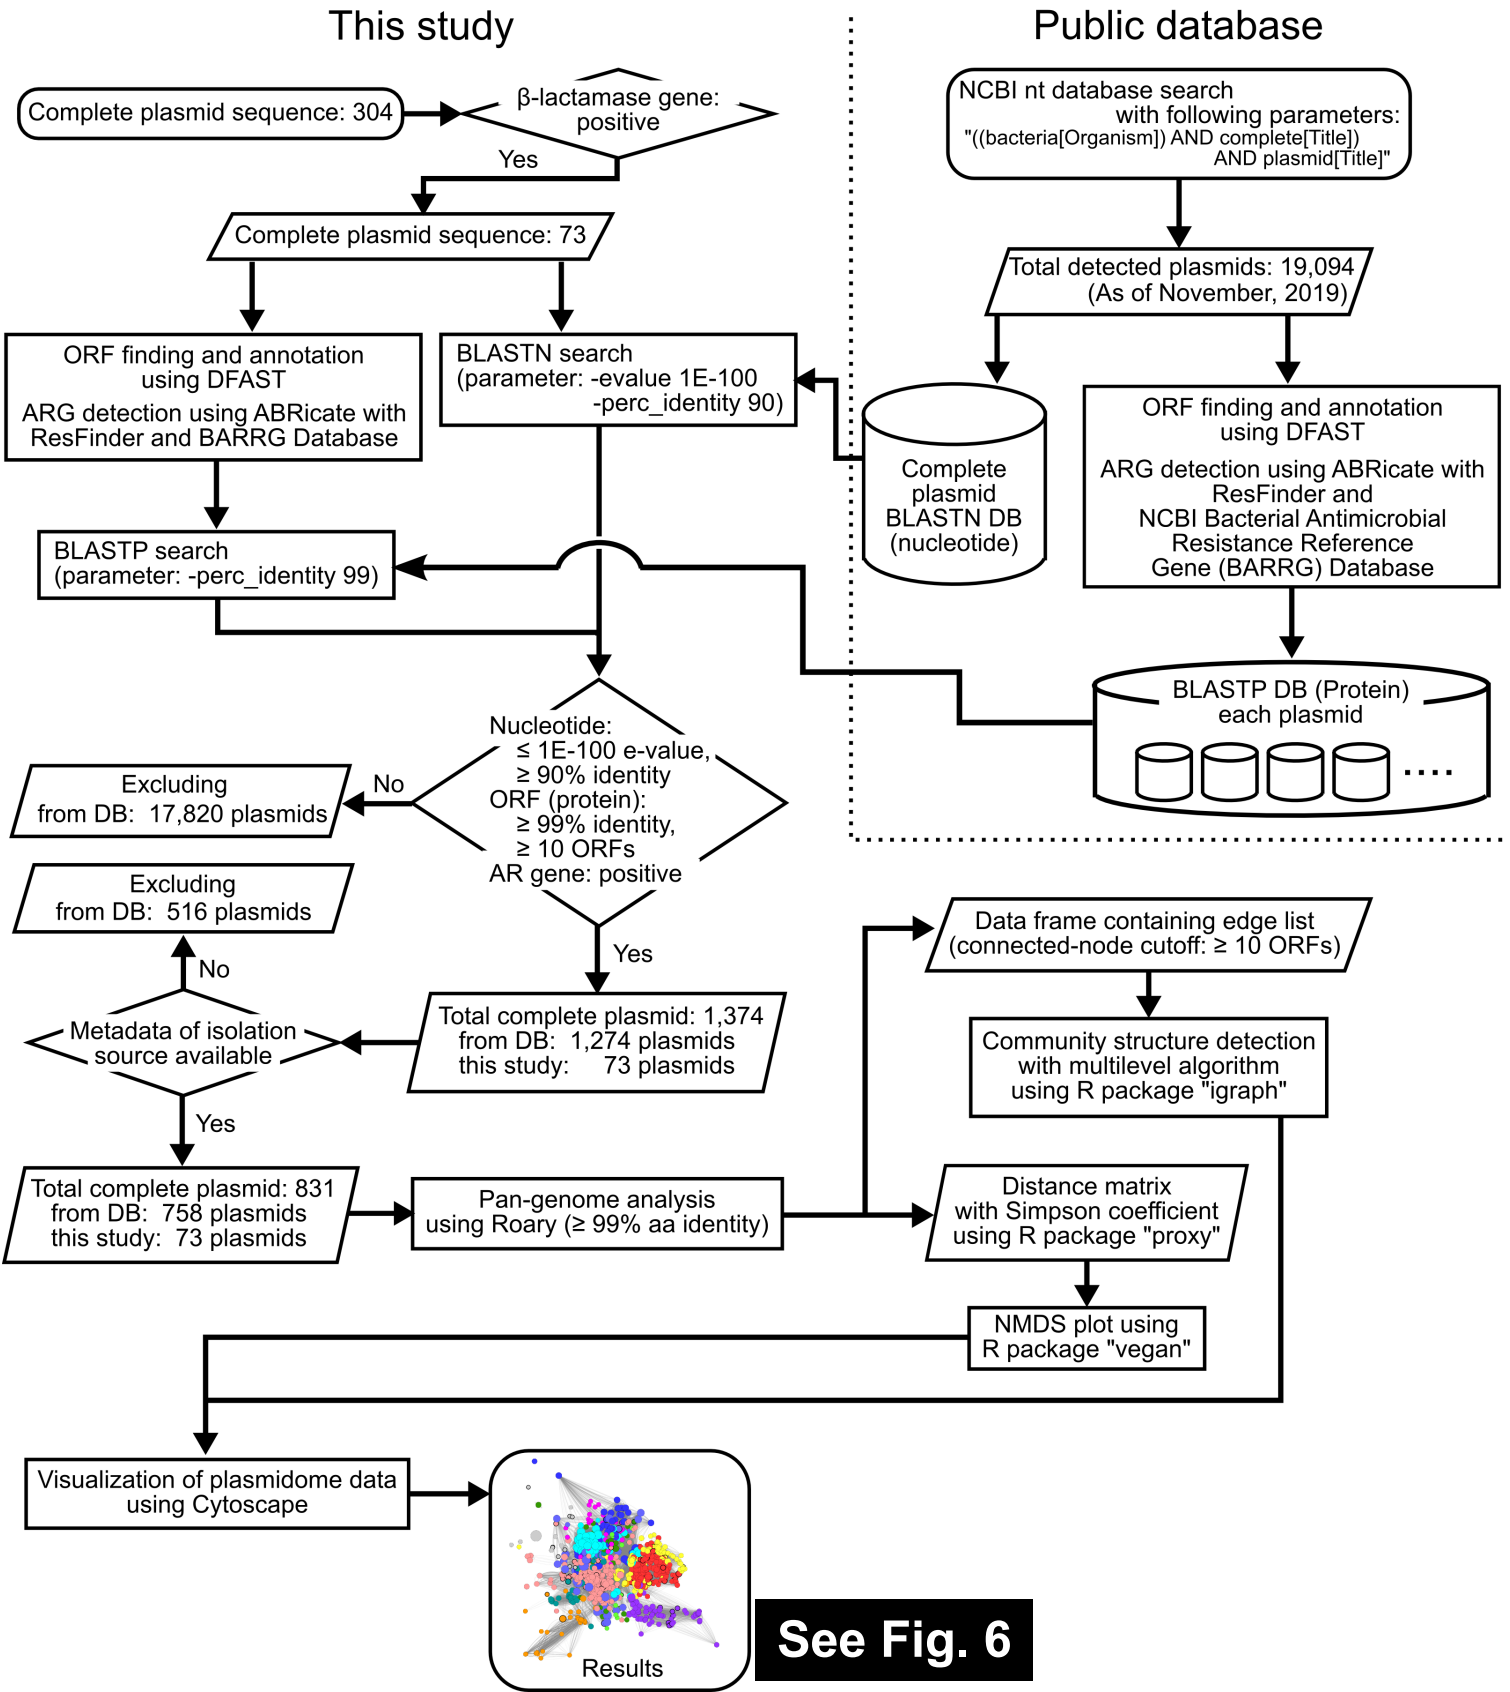 This study
Public database
Complete plasmid sequence: 304
β-lactamase gene:
positive
Yes
Complete plasmid sequence: 73
ORF finding and annotation
using DFAST
ARG detection using ABRicate with
ResFinder and BARRG Database
BLASTN search
(parameter: -evalue 1E-100
-perc_identity 90)
BLASTP search
(parameter: -perc_identity 99)
NCBI nt database search
with following parameters:
"((bacteria[Organism]) AND complete[Title])
AND plasmid[Title]"
Total detected plasmids: 19,094
(As of November, 2019)
Complete
plasmid
BLASTN DB
(nucleotide)
ORF finding and annotation
using DFAST
ARG detection using ABRicate with
ResFinder and
NCBI Bacterial Antimicrobial
Resistance Reference
Gene (BARRG) Database
BLASTP DB (Protein)
each plasmid
....
Nucleotide:
≤ 1E-100 e-value,
≥ 90% identity
ORF (protein):
≥ 99% identity,
≥ 10 ORFs
AR gene: positive
No
Excluding
from DB: 17,820 plasmids
Excluding
from DB: 516 plasmids
No
Yes
Metadata of isolation
source available
Total complete plasmid: 1,374
from DB: 1,274 plasmids
this study: 73 plasmids
Yes
Total complete plasmid: 831
from DB: 758 plasmids
this study: 73 plasmids
Pan-genome analysis
using Roary (≥ 99% aa identity)
Data frame containing edge list
(connected-node cutoff: ≥ 10 ORFs)
Community structure detection
with multilevel algorithm
using R package "igraph"
Distance matrix
with Simpson coefficient
using R package "proxy"
NMDS plot using
R package "vegan"
Visualization of plasmidome data
using Cytoscape
Results
See Fig. 6